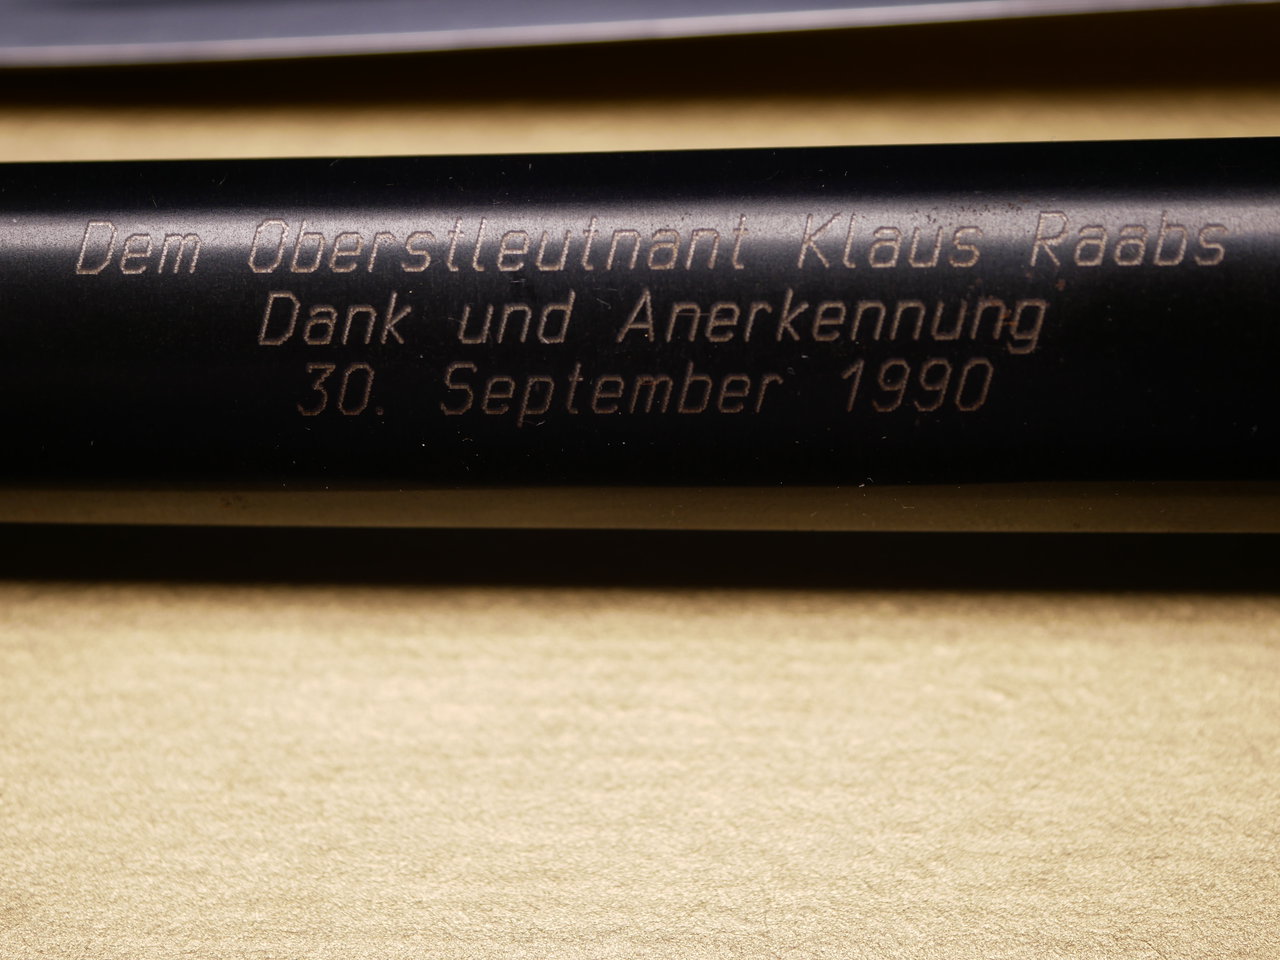 Dem Oberstleutnant Klaus Raabs
Dank und Anerkennung
30. September 1990